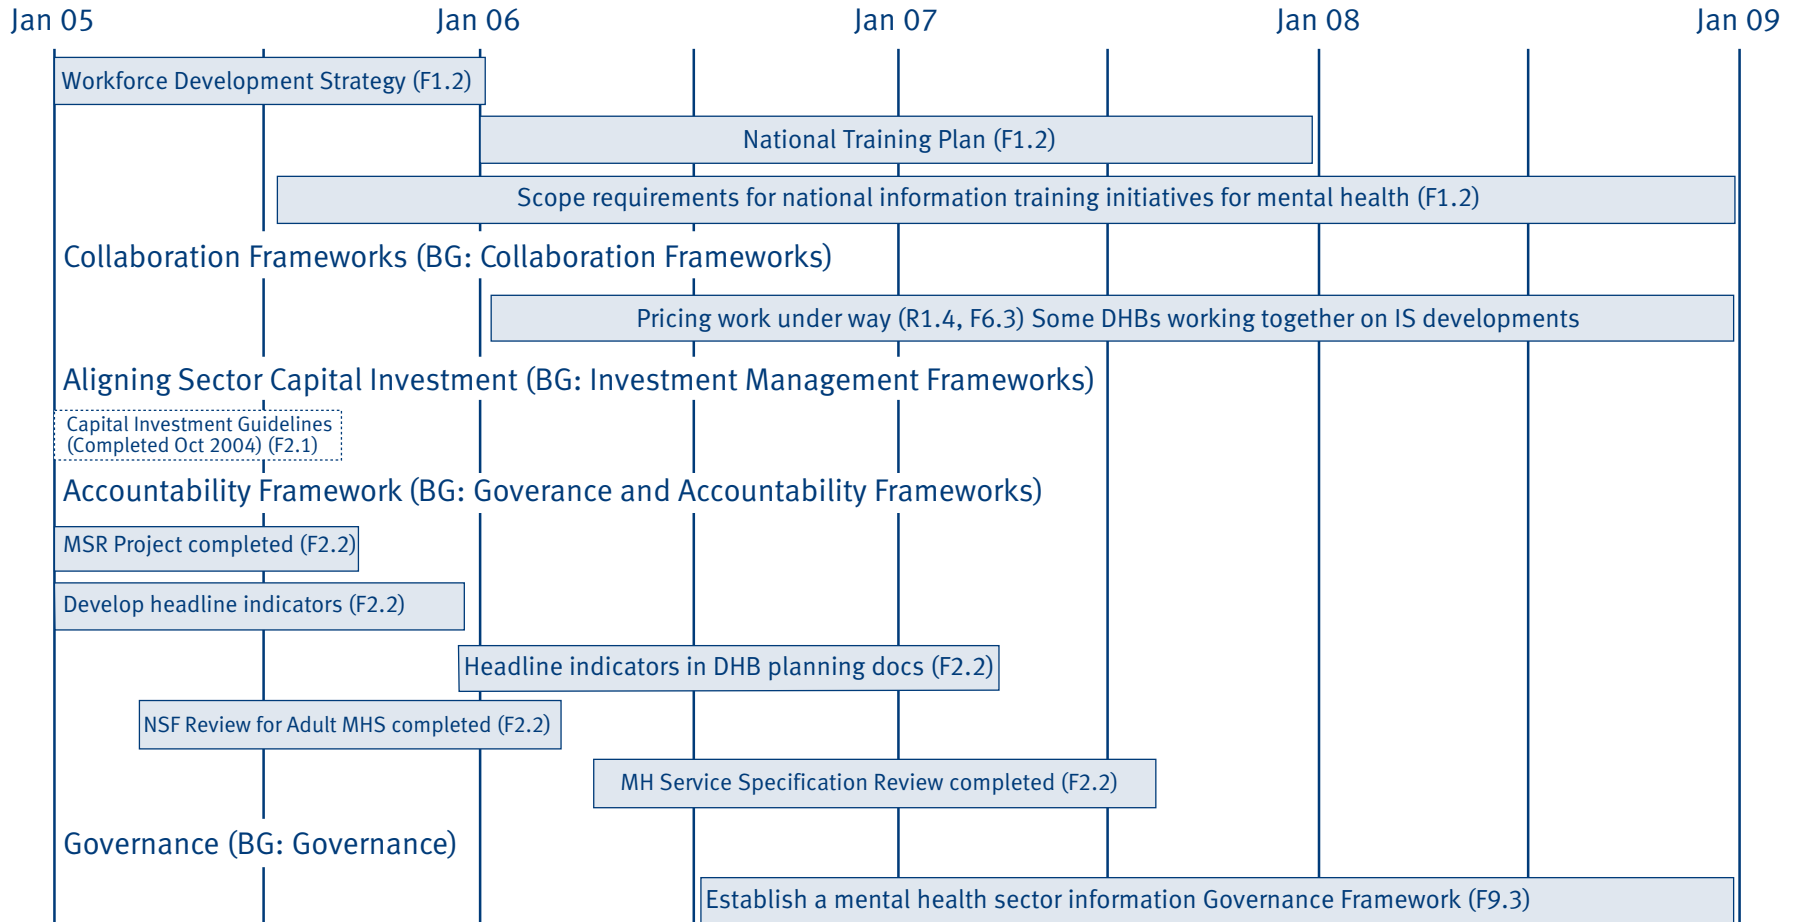 Jan 05 Jan 06 Jan 07 Jan 08 Jan 09
Workforce Development Strategy (F1.2)
National Training Plan (F1.2)
Scope requirements for national information training initiatives for mental health (F1.2)
Collaboration Frameworks (BG: Collaboration Frameworks)
Pricing work under way (R1.4, F6.3) Some DHBs working together on IS developments
Aligning Sector Capital Investment (BG: Investment Management Frameworks)
Capital Investment Guidelines
(Completed Oct 2004) (F2.1)
Accountability Framework (BG: Goverance and Accountability Frameworks)
MSR Project completed (F2.2)
Develop headline indicators (F2.2)
Headline indicators in DHB planning docs (F2.2)
NSF Review for Adult MHS completed (F2.2)
MH Service Specification Review completed (F2.2)
Governance (BG: Governance)
Establish a mental health sector information Governance Framework (F9.3)